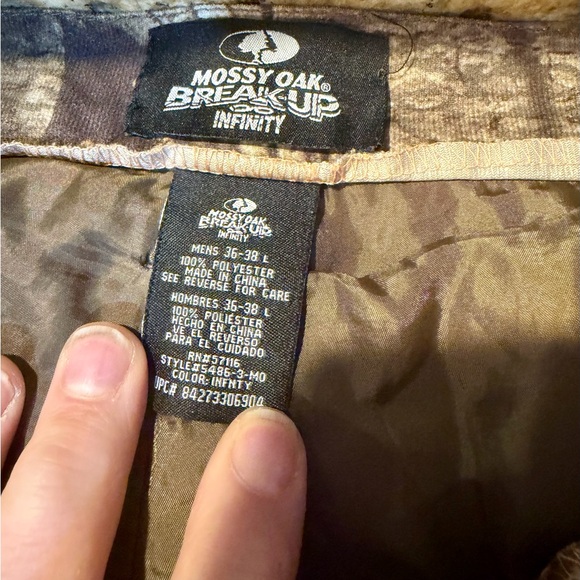 MOSSY OAK®
BREAK-UP
INFINITY
MOSSY OAK
BREAK-UP
INFINITY
MENS 36-38 L
100% POLYESTER
MADE IN CHINA
SEE REVERSE FOR CARE
HOMBRES 36-38 L
100% POLIESTER
HECHO EN CHINA
VE EL REVERSO
PARA EL CUIDADO
RN#57116
STYLE#5486-3-MO
COLOR: INFNTY
UPC# 84273306904